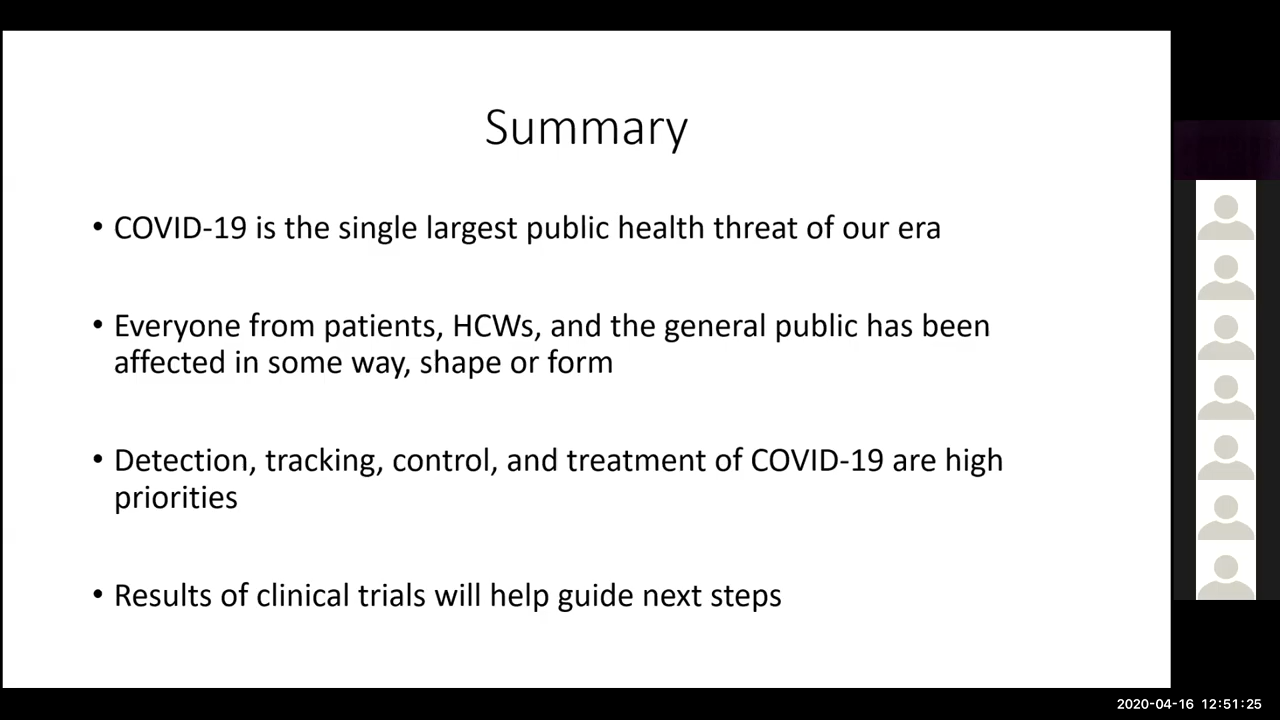 Summary
• COVID-19 is the single largest public health threat of our era
• Everyone from patients, HCWs, and the general public has been
affected in some way, shape or form
• Detection, tracking, control, and treatment of COVID-19 are high
priorities
• Results of clinical trials will help guide next steps
2020-04-16 12:51:25